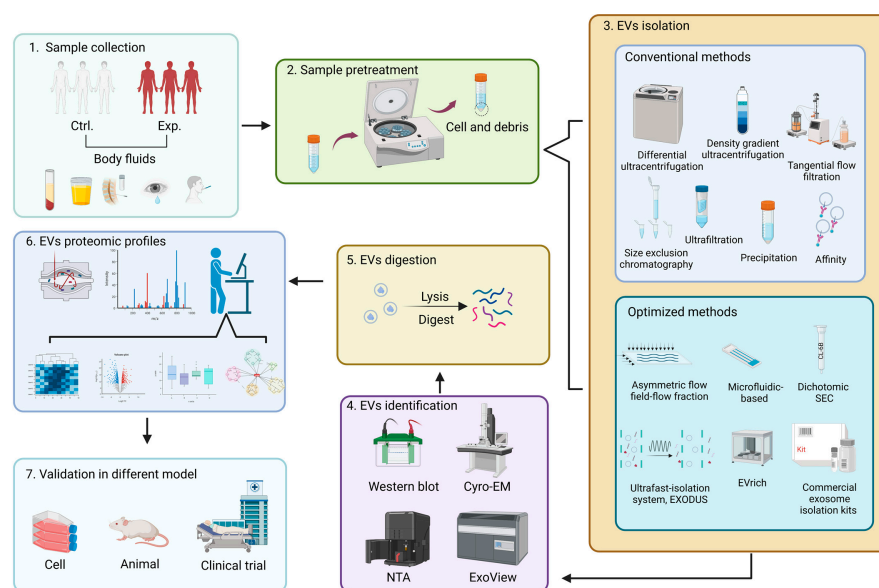 1. Sample collection
Ctrl.
Exp.
Body fluids
2. Sample pretreatment
Cell and debris
3. EVs isolation
Conventional methods
Differential
ultracentrifugation
Density gradient
ultracentrifugation
Tangential flow
filtration
Size exclusion
chromatography
Ultrafiltration
Precipitation
Affinity
Optimized methods
Asymmetric flow
field-flow fraction
Microfluidic-
based
CL-6B
Dichotomic
SEC
Ultrafast-isolation
system, EXODUS
EVrich
Kit
Commercial
exosome
isolation kits
4. EVs identification
Western blot
Cyro-EM
NTA
ExoView
5. EVs digestion
Lysis
Digest
6. EVs proteomic profiles
7. Validation in different model
Cell
Animal
Clinical trial